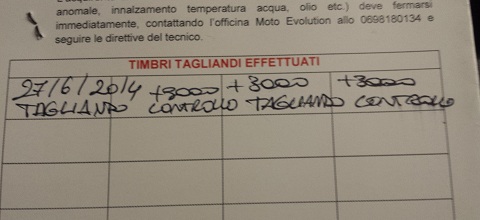 anomale, innalzamento temperatura acqua, olio etc.) deve fermarsi
immediatamente, contattando l'officina Moto Evolution allo 0698180134 e
seguire le direttive del tecnico.
TIMBRI TAGLIANDI EFFETTUATI
27/6/2014 +3000 +3000 +3000
TAGLIANDO CONTROLLO TAGLIANDO CONTROLLO